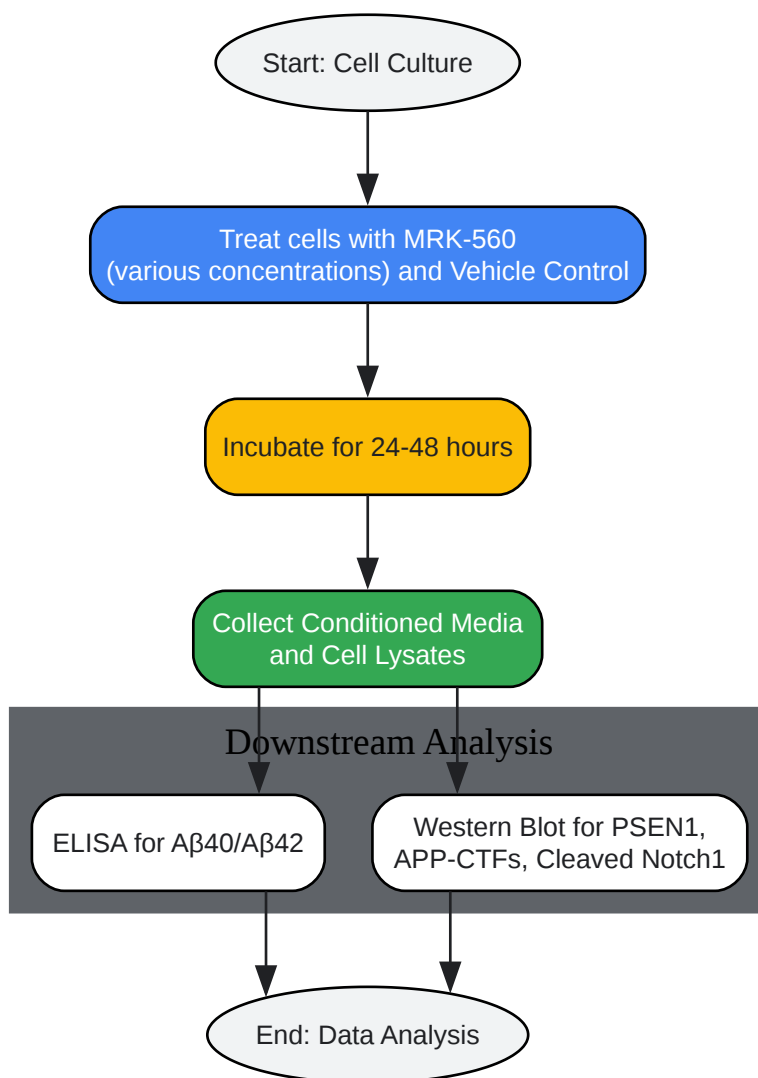 Start: Cell Culture
Treat cells with MRK-560
(various concentrations) and Vehicle Control
Incubate for 24-48 hours
Collect Conditioned Media
and Cell Lysates
Downstream Analysis
ELISA for Aβ40/Aβ42
Western Blot for PSEN1,
APP-CTFs, Cleaved Notch1
End: Data Analysis